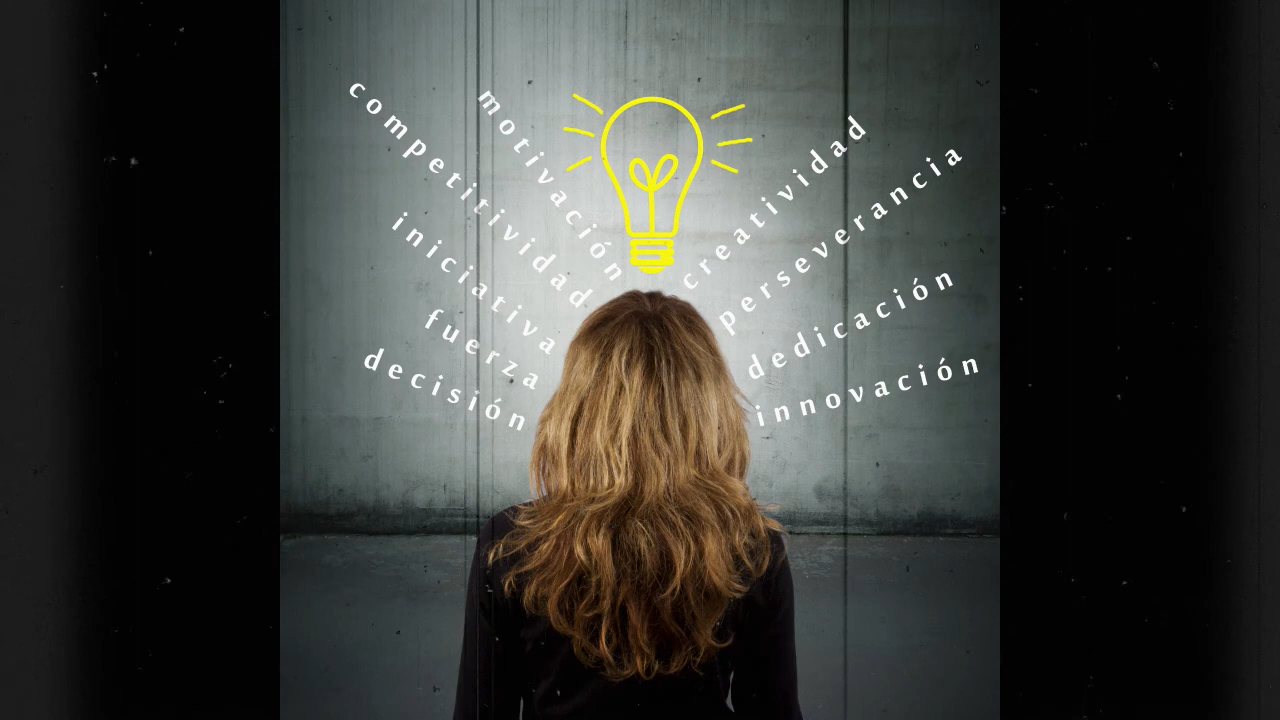 competitividad
motivación
iniciativa
fuerza
decisión
creatividad
perseverancia
dedicación
innovación